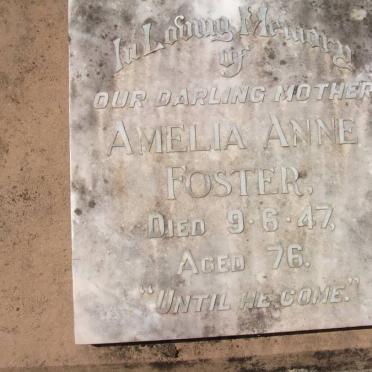 In Loving Memory
of
OUR DARLING MOTHER
AMELIA ANNE
FOSTER,
DIED 9·6·47,
AGED 76.
"UNTIL HE COME."